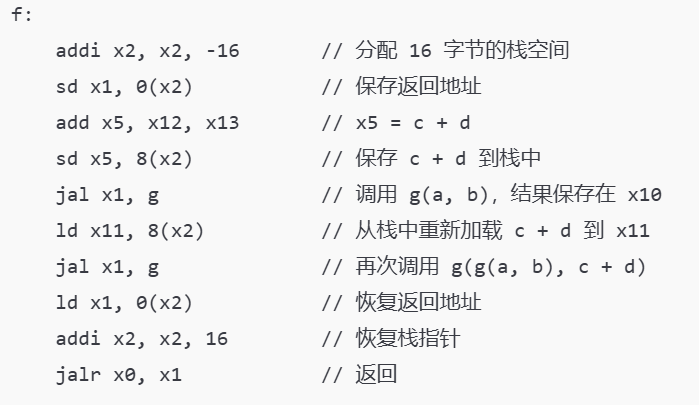 f:
    addi x2, x2, -16       // 分配 16 字节的栈空间
    sd x1, 0(x2)           // 保存返回地址
    add x5, x12, x13       // x5 = c + d
    sd x5, 8(x2)           // 保存 c + d 到栈中
    jal x1, g              // 调用 g(a, b)，结果保存在 x10
    ld x11, 8(x2)          // 从栈中重新加载 c + d 到 x11
    jal x1, g              // 再次调用 g(g(a, b), c + d)
    ld x1, 0(x2)           // 恢复返回地址
    addi x2, x2, 16        // 恢复栈指针
    jalr x0, x1            // 返回